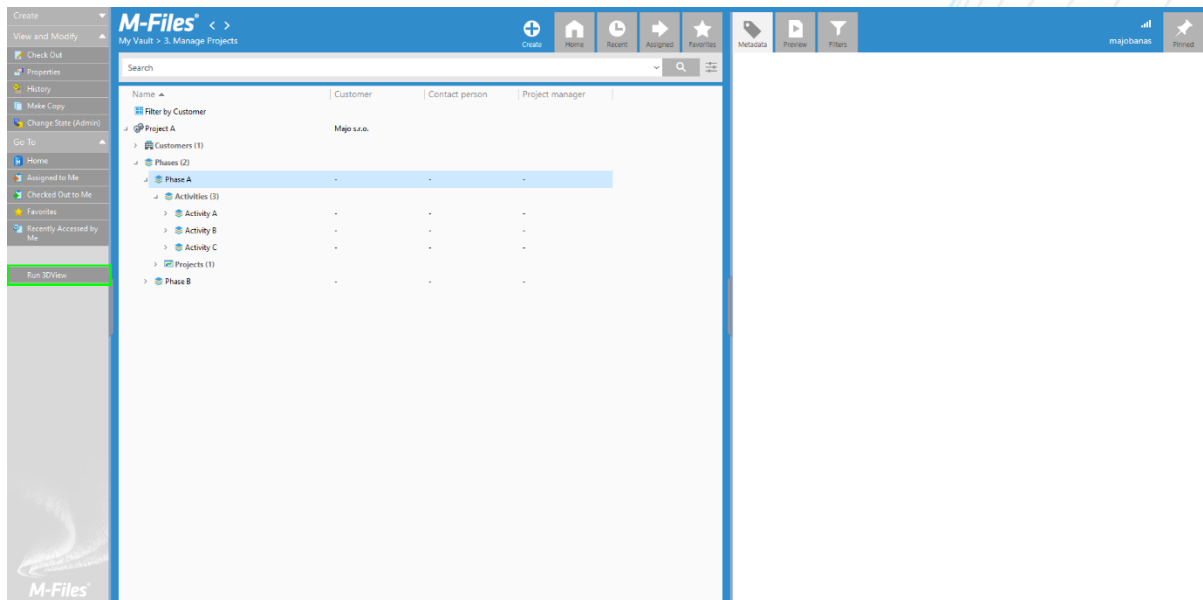 Create
View and Modify
Check Out
Properties
History
Make Copy
Change State (Admin)
Go To
Home
Assigned to Me
Checked Out to Me
Favorites
Recently Accessed by
Me
Run 3DView
M-Files®
M-Files® < >
My Vault > 3. Manage Projects
Create
Home
Recent
Assigned
Favorites
Search
Name Customer Contact person Project manager
Filter by Customer
Project A Majo s.r.o.
Customers (1)
Phases (2)
Phase A - - -
Activities (3)
Activity A - - -
Activity B - - -
Activity C - - -
Projects (1)
Phase B - - -
Metadata
Preview
Filters
majobanas
Pinned